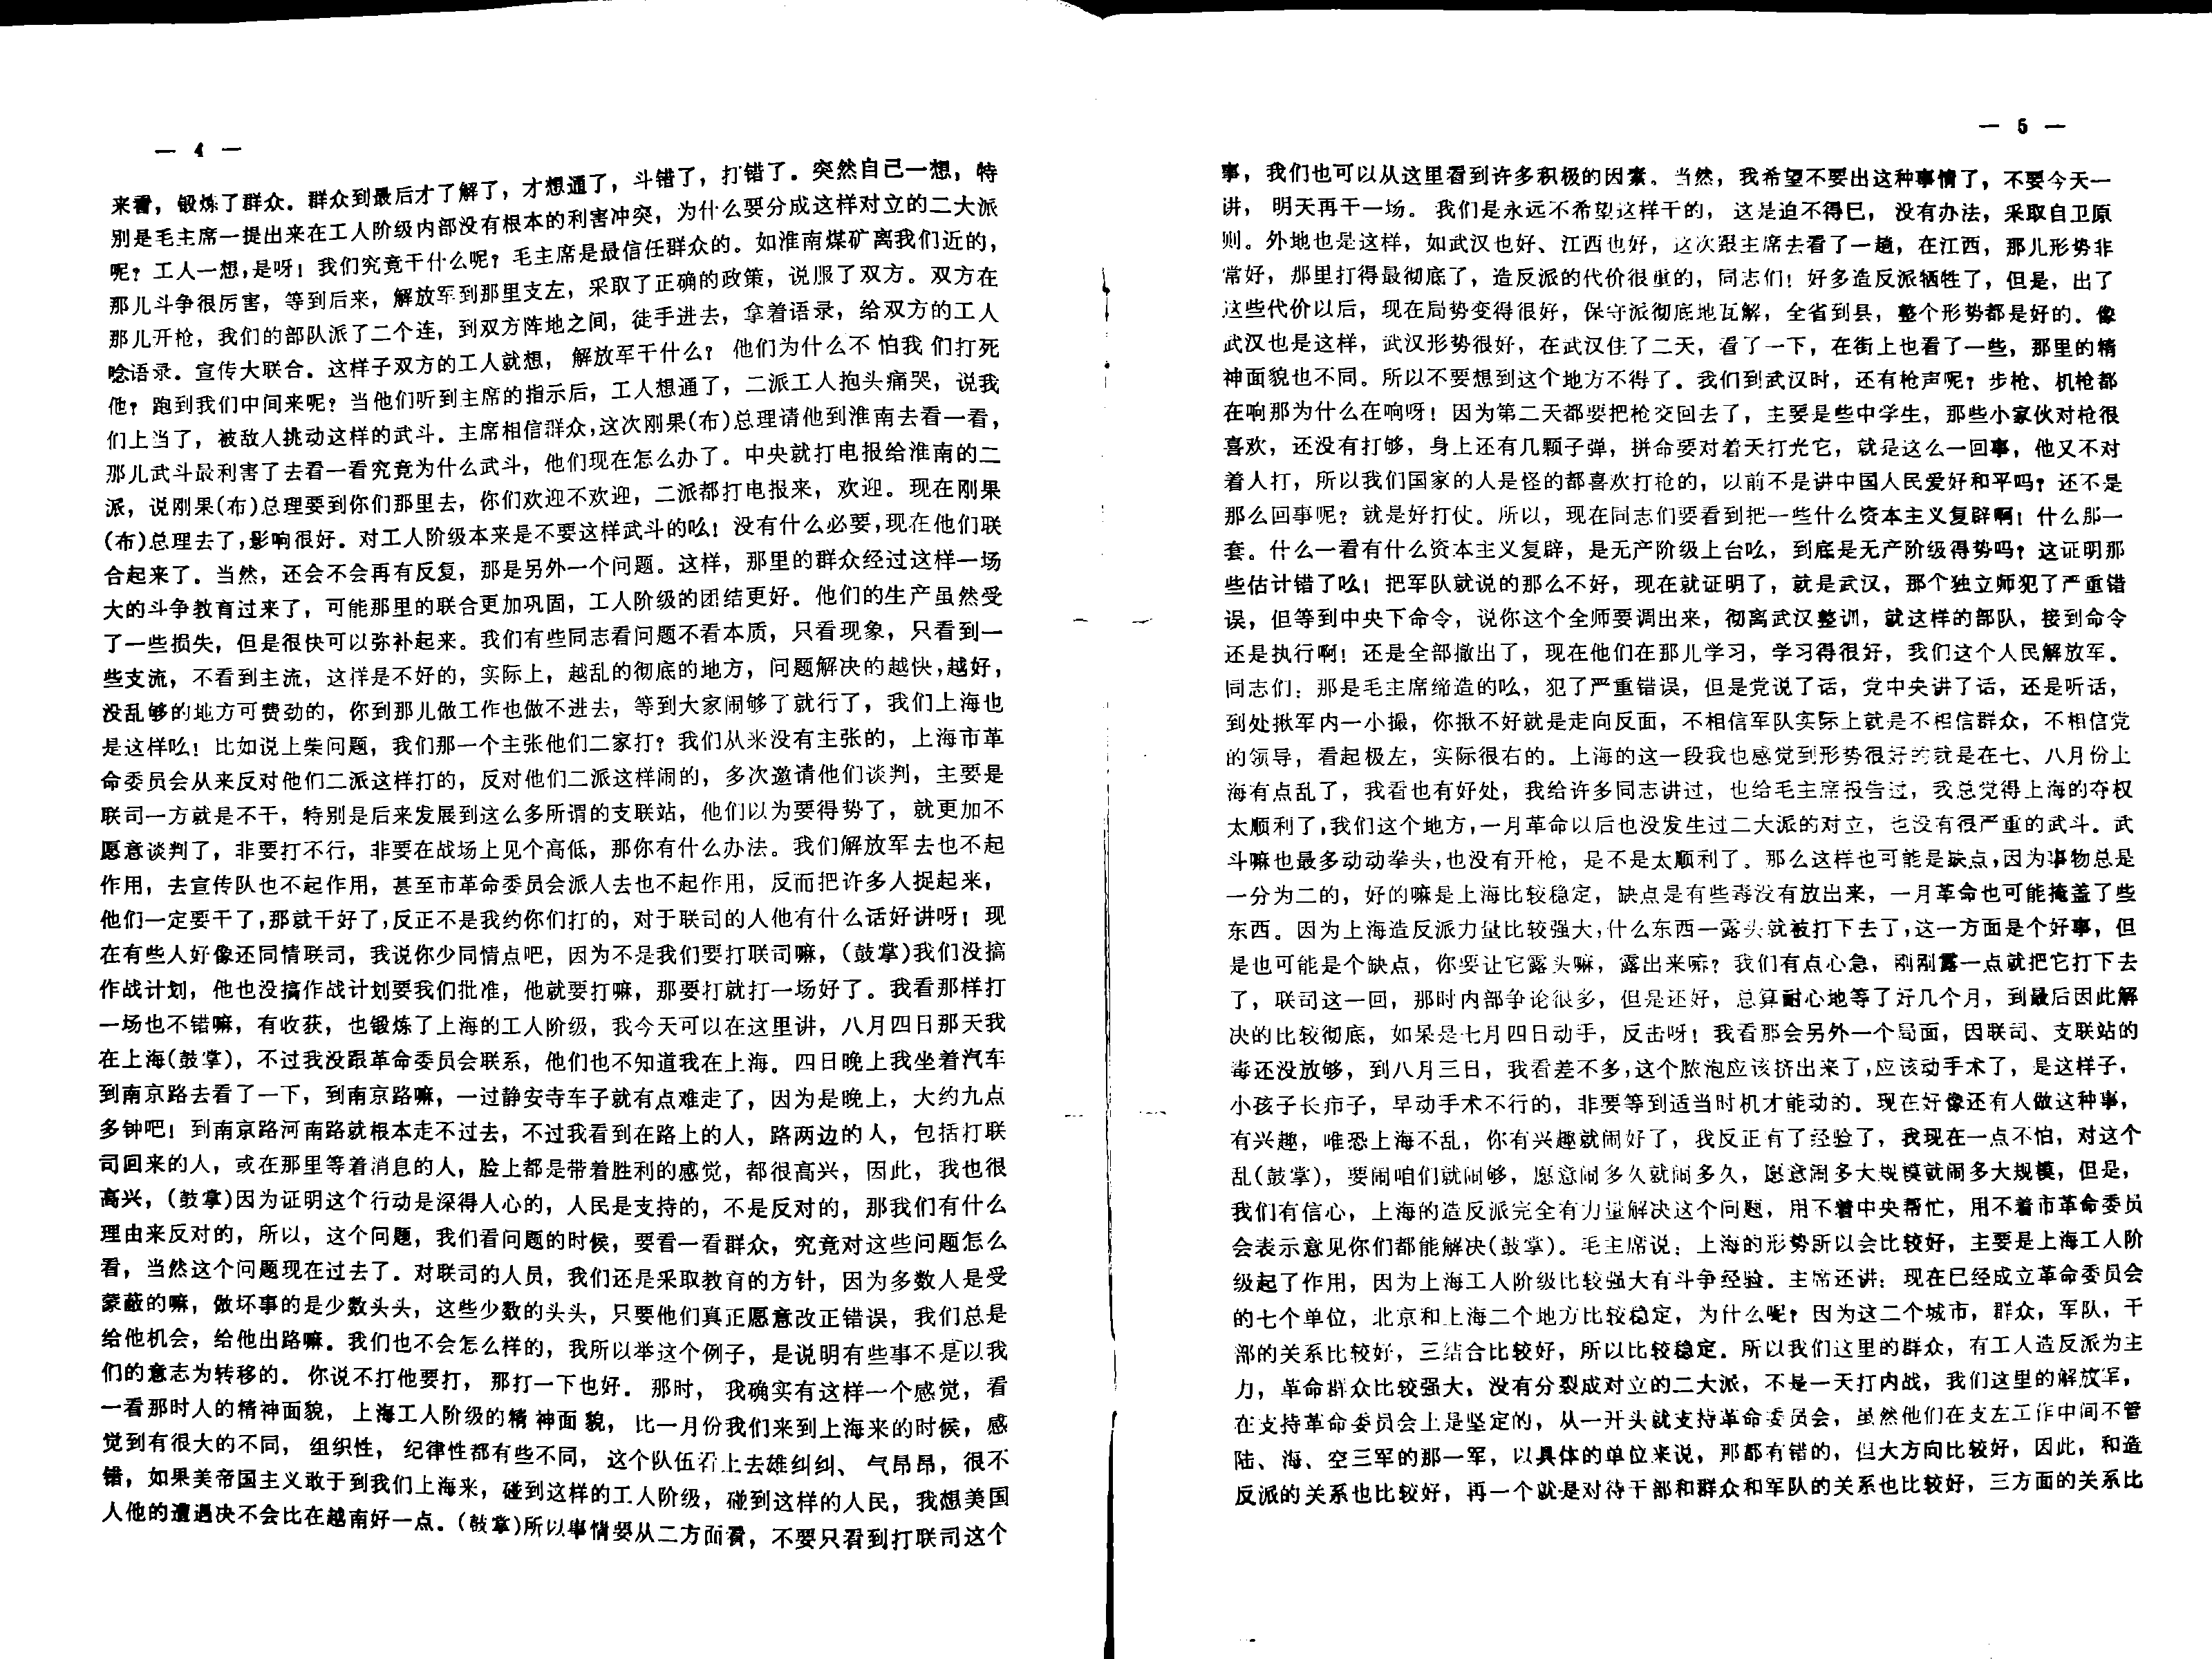 — 4 —
来看，锻炼了群众。群众到最后才了解了，才想通了，斗错了，打错了。突然自己一想，特
别是毛主席一提出来在工人阶级内部没有根本的利害冲突，为什么要分成这样对立的二大派
呢？工人一想，是呀！我们究竟干什么呢？毛主席是最信任群众的。如淮南煤矿离我们近的，
那儿斗争很厉害，等到后来，解放军到那里支左，采取了正确的政策，说服了双方。双方在
那儿开枪，我们的部队派了二个连，到双方阵地之间，徒手进去，拿着语录，给双方的工人
唸语录。宣传大联合。这样子双方的工人就想，解放军干什么？他们为什么不怕我们打死
他？跑到我们中间来呢？当他们听到主席的指示后，工人想通了，二派工人抱头痛哭，说我
们上当了，被敌人挑动这样的武斗。主席相信群众，这次刚果(布)总理请他到淮南去看一看，
那儿武斗最利害了去看一看究竟为什么武斗，他们现在怎么办了。中央就打电报给淮南的二
派，说刚果(布)总理要到你们那里去，你们欢迎不欢迎，二派都打电报来，欢迎。现在刚果
(布)总理去了，影响很好。对工人阶级本来是不要这样武斗的吆！没有什么必要，现在他们联
合起来了。当然，还会不会再有反复，那是另外一个问题。这样，那里的群众经过这样一场
大的斗争教育过来了，可能那里的联合更加巩固，工人阶级的团结更好。他们的生产虽然受
了一些损失，但是很快可以弥补起来。我们有些同志看问题不看本质，只看现象，只看到一
些支流，不看到主流，这样是不好的，实际上，越乱的彻底的地方，问题解决的越快，越好，
没乱够的地方可费劲的，你到那儿做工作也做不进去，等到大家闹够了就行了，我们上海也
是这样吆！比如说上柴问题，我们那一个主张他们二家打？我们从来没有主张的，上海市革
命委员会从来反对他们二派这样打的，反对他们二派这样闹的，多次邀请他们谈判，主要是
联司一方就是不干，特别是后来发展到这么多所谓的支联站，他们以为要得势了，就更加不
愿意谈判了，非要打不行，非要在战场上见个高低，那你有什么办法。我们解放军去也不起
作用，去宣传队也不起作用，甚至市革命委员会派人去也不起作用，反而把许多人捉起来，
他们一定要干了，那就干好了，反正不是我约你们打的，对于联司的人他有什么话好讲呀！现
在有些人好像还同情联司，我说你少同情点吧，因为不是我们要打联司嘛，(鼓掌)我们没搞
作战计划，他也没搞作战计划要我们批准，他就要打嘛，那要打就打一场好了。我看那样打
一场也不错嘛，有收获，也锻炼了上海的工人阶级，我今天可以在这里讲，八月四日那天我
在上海(鼓掌)，不过我没跟革命委员会联系，他们也不知道我在上海。四日晚上我坐着汽车
到南京路去看了一下，到南京路嘛，一过静安寺车子就有点难走了，因为是晚上，大约九点
多钟吧！到南京路河南路就根本走不过去，不过我看到在路上的人，路两边的人，包括打联
司回来的人，或在那里等着消息的人，脸上都是带着胜利的感觉，都很高兴，因此，我也很
高兴，(鼓掌)因为证明这个行动是深得人心的，人民是支持的，不是反对的，那我们有什么
理由来反对的，所以，这个问题，我们看问题的时候，要看一看群众，究竟对这些问题怎么
看，当然这个问题现在过去了。对联司的人员，我们还是采取教育的方针，因为多数人是受
蒙蔽的嘛，做坏事的是少数头头，这些少数的头头，只要他们真正愿意改正错误，我们总是
给他机会，给他出路嘛。我们也不会怎么样的，我所以举这个例子，是说明有些事不是以我
们的意志为转移的。你说不打他要打，那打一下也好。那时，我确实有这样一个感觉，看
一看那时人的精神面貌，上海工人阶级的精神面貌，比一月份我们来到上海来的时候，感
觉到有很大的不同，组织性，纪律性都有些不同，这个队伍看上去雄纠纠、气昂昂，很不
错，如果美帝国主义敢于到我们上海来，碰到这样的工人阶级，碰到这样的人民，我想美国
人他的遭遇决不会比在越南好一点。(鼓掌)所以事情要从二方面看，不要只看到打联司这个
— 5 —
事，我们也可以从这里看到许多积极的因素。当然，我希望不要出这种事情了，不要今天一
讲，明天再干一场。我们是永远不希望这样干的，这是迫不得已，没有办法，采取自卫原
则。外地也是这样，如武汉也好、江西也好，这次跟主席去看了一趟，在江西，那儿形势非
常好，那里打得最彻底了，造反派的代价很重的，同志们！好多造反派牺牲了，但是，出了
这些代价以后，现在局势变得很好，保守派彻底地瓦解，全省到县，整个形势都是好的。像
武汉也是这样，武汉形势很好，在武汉住了二天，看了一下，在街上也看了一些，那里的精
神面貌也不同。所以不要想到这个地方不得了。我们到武汉时，还有枪声呢？步枪、机枪都
在响那为什么在响呀！因为第二天都要把枪交回去了，主要是些中学生，那些小家伙对枪很
喜欢，还没有打够，身上还有几颗子弹，拼命要对着天打光它，就是这么一回事，他又不对
着人打，所以我们国家的人是怪的都喜欢打枪的，以前不是讲中国人民爱好和平吗？还不是
那么回事呢？就是好打仗。所以，现在同志们要看到把一些什么资本主义复辟啊！什么那一
套。什么一看有什么资本主义复辟，是无产阶级上台吆，到底是无产阶级得势吗？这证明那
些估计错了吆！把军队就说的那么不好，现在就证明了，就是武汉，那个独立师犯了严重错
误，但等到中央下命令，说你这个全师要调出来，彻离武汉整训，就这样的部队，接到命令
还是执行啊！还是全部撤出了，现在他们在那儿学习，学习得很好，我们这个人民解放军。
同志们：那是毛主席缔造的吆，犯了严重错误，但是党说了话，党中央讲了话，还是听话，
到处揪军内一小撮，你揪不好就是走向反面，不相信军队实际上就是不相信群众，不相信党
的领导，看起极左，实际很右的。上海的这一段我也感觉到形势很好的就是在七、八月份上
海有点乱了，我看也有好处，我给许多同志讲过，也给毛主席报告过，我总觉得上海的夺权
太顺利了，我们这个地方，一月革命以后也没发生过二大派的对立，也没有很严重的武斗。武
斗嘛也最多动动拳头，也没有开枪，是不是太顺利了。那么这样也可能是缺点，因为事物总是
一分为二的，好的嘛是上海比较稳定，缺点是有些毒没有放出来，一月革命也可能掩盖了些
东西。因为上海造反派力量比较强大，什么东西一露头就被打下去了，这一方面是个好事，但
是也可能是个缺点，你要让它露头嘛，露出来嘛？我们有点心急，刚刚露一点就把它打下去
了，联司这一回，那时内部争论很多，但是还好，总算耐心地等了好几个月，到最后因此解
决的比较彻底，如果是七月四日动手，反击呀！我看那会另外一个局面，因联司、支联站的
毒还没放够，到八月三日，我看差不多，这个脓泡应该挤出来了，应该动手术了，是这样子，
小孩子长疖子，早动手术不行的，非要等到适当时机才能动的。现在好像还有人做这种事，
有兴趣，唯恐上海不乱，你有兴趣就闹好了，我反正有了经验了，我现在一点不怕，对这个
乱(鼓掌)，要闹咱们就闹够，愿意闹多久就闹多久，愿意闹多大规模就闹多大规模，但是，
我们有信心，上海的造反派完全有力量解决这个问题，用不着中央帮忙，用不着市革命委员
会表示意见你们都能解决(鼓掌)。毛主席说：上海的形势所以会比较好，主要是上海工人阶
级起了作用，因为上海工人阶级比较强大有斗争经验。主席还讲：现在已经成立革命委员会
的七个单位，北京和上海二个地方比较稳定，为什么呢？因为这二个城市，群众，军队，干
部的关系比较好，三结合比较好，所以比较稳定。所以我们这里的群众，有工人造反派为主
力，革命群众比较强大，没有分裂成对立的二大派，不是一天打内战，我们这里的解放军，
在支持革命委员会上是坚定的，从一开头就支持革命委员会，虽然他们在支左工作中间不管
陆、海、空三军的那一军，以具体的单位来说，那都有错的，但大方向比较好，因此，和造
反派的关系也比较好，再一个就是对待干部和群众和军队的关系也比较好，三方面的关系比